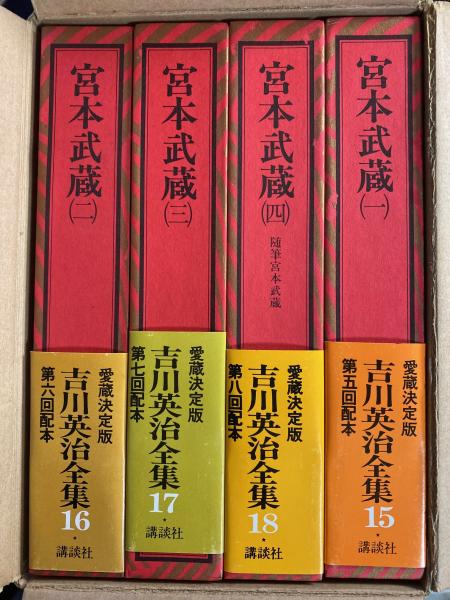 宮本武蔵(二)
愛蔵決定版
吉川英治全集
16
第六回配本
・講談社
宮本武蔵(三)
愛蔵決定版
吉川英治全集
17
第七回配本
・講談社
宮本武蔵(四)
随筆宮本武蔵
愛蔵決定版
吉川英治全集
18
第八回配本
・講談社
宮本武蔵(一)
愛蔵決定版
吉川英治全集
15
第五回配本
・講談社